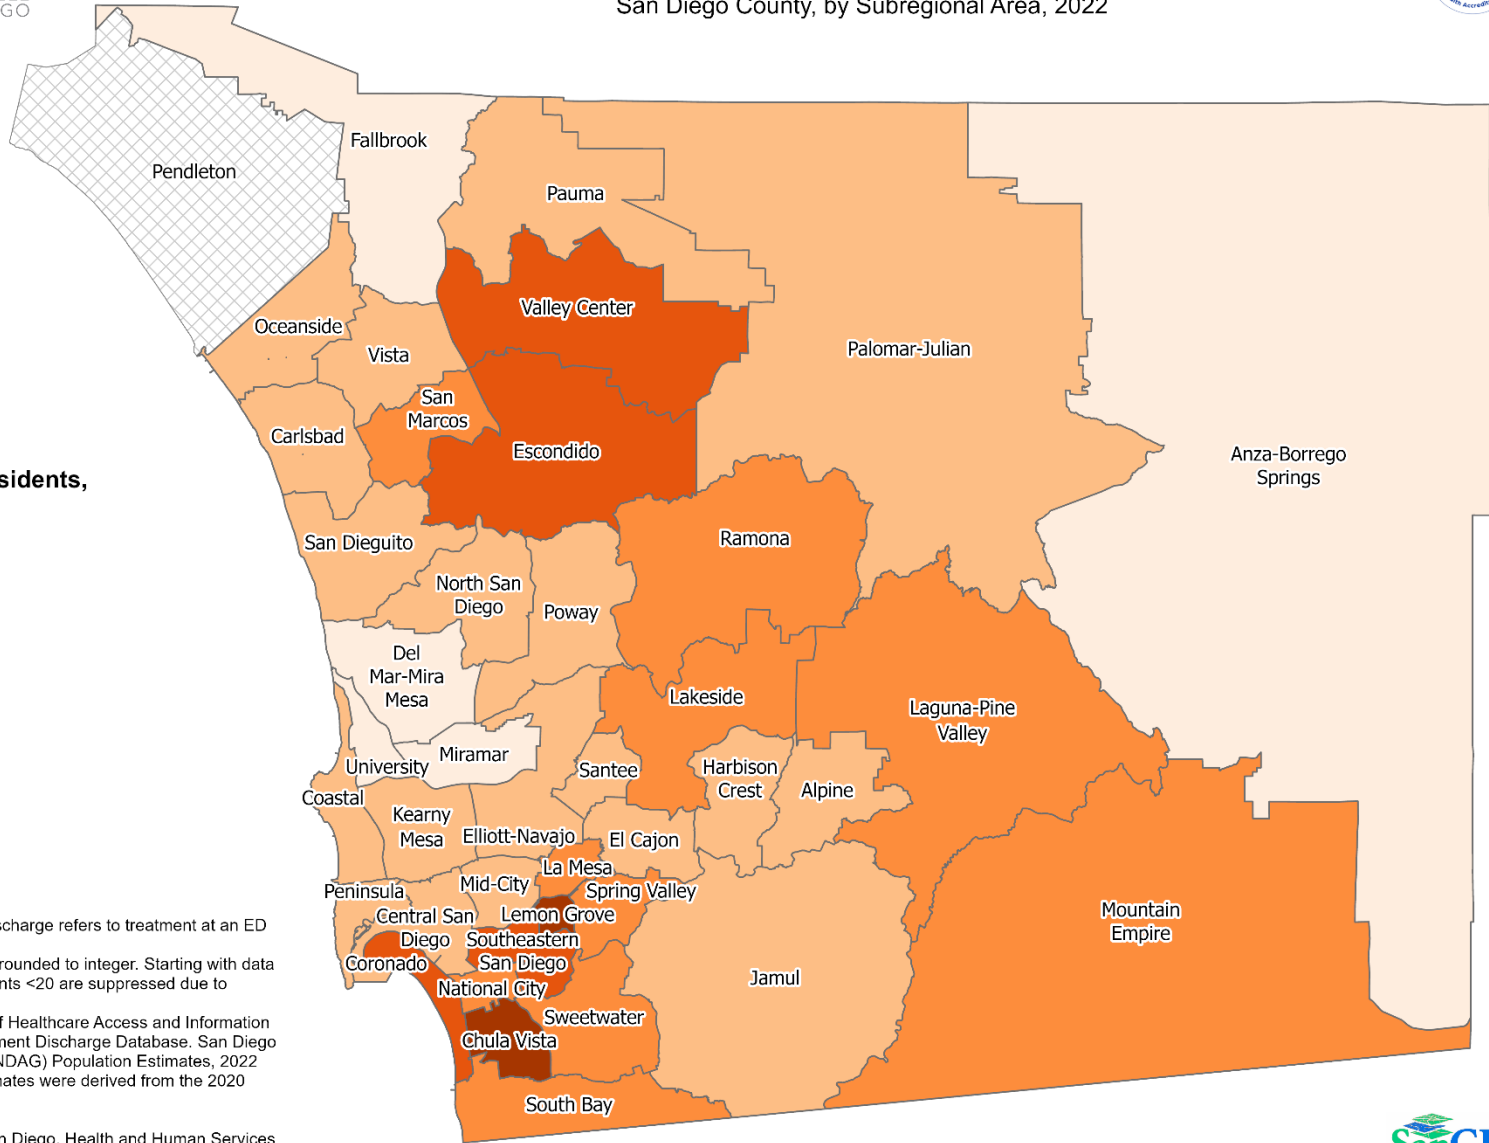 GO
San Diego County, by Subregional Area, 2022
Fallbrook
Pendleton
Pauma
Valley Center
Oceanside
Vista
Palomar-Julian
San
Marcos
Carlsbad
Escondido
Anza-Borrego
Springs
sidents,
Ramona
San Dieguito
North San
Diego
Poway
Del
Mar-Mira
Mesa
Lakeside
Laguna-Pine
Valley
Miramar
University
Santee
Harbison
Crest
Alpine
Coastal
Kearny
Mesa
Elliott-Navajo
El Cajon
La Mesa
Mid-City
Peninsula
Spring Valley
Central San
Diego
Lemon Grove
Southeastern
San Diego
Coronado
National City
Sweetwater
Chula Vista
South Bay
Jamul
Mountain
Empire
scharge refers to treatment at an ED
rounded to integer. Starting with data
nts <20 are suppressed due to
f Healthcare Access and Information
ment Discharge Database. San Diego
NDAG) Population Estimates, 2022
mates were derived from the 2020
n Diego, Health and Human Services